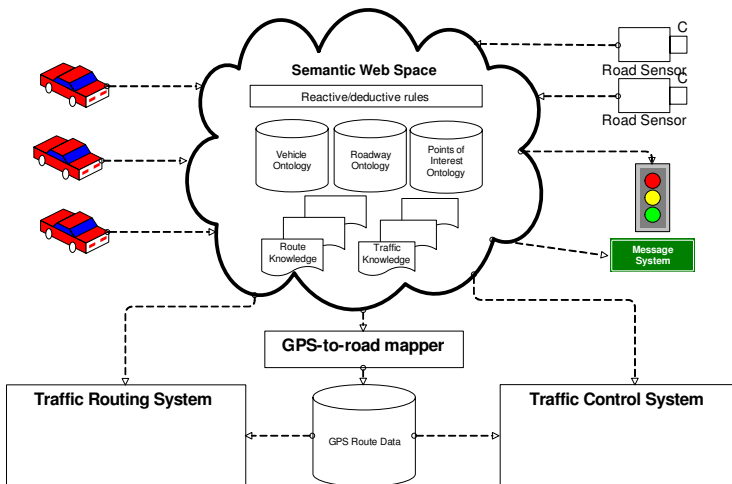 C
Road Sensor
C
Road Sensor
Semantic Web Space
Reactive/deductive rules
Vehicle
Ontology
Roadway
Ontology
Points of
Interest
Ontology
Route
Knowledge
Traffic
Knowledge
Message
System
GPS-to-road mapper
Traffic Routing System
GPS Route Data
Traffic Control System